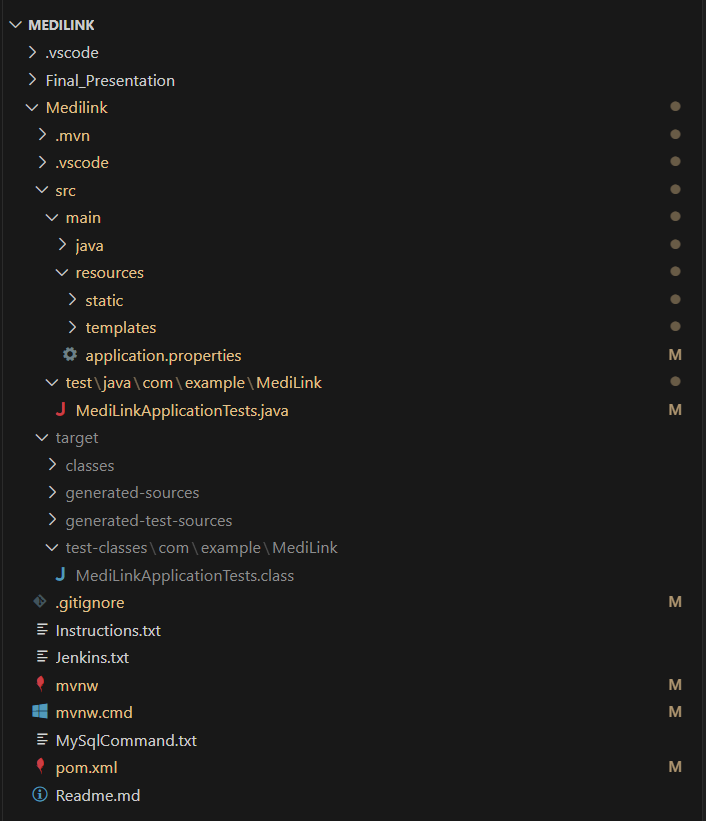 MEDILINK
.vscode
Final_Presentation
Medilink
.mvn
.vscode
src
main
java
resources
static
templates
application.properties M
test\java\com\example\MediLink
MediLinkApplicationTests.java M
target
classes
generated-sources
generated-test-sources
test-classes\com\example\MediLink
MediLinkApplicationTests.class
.gitignore M
Instructions.txt
Jenkins.txt
mvnw M
mvnw.cmd M
MySqlCommand.txt
pom.xml M
Readme.md